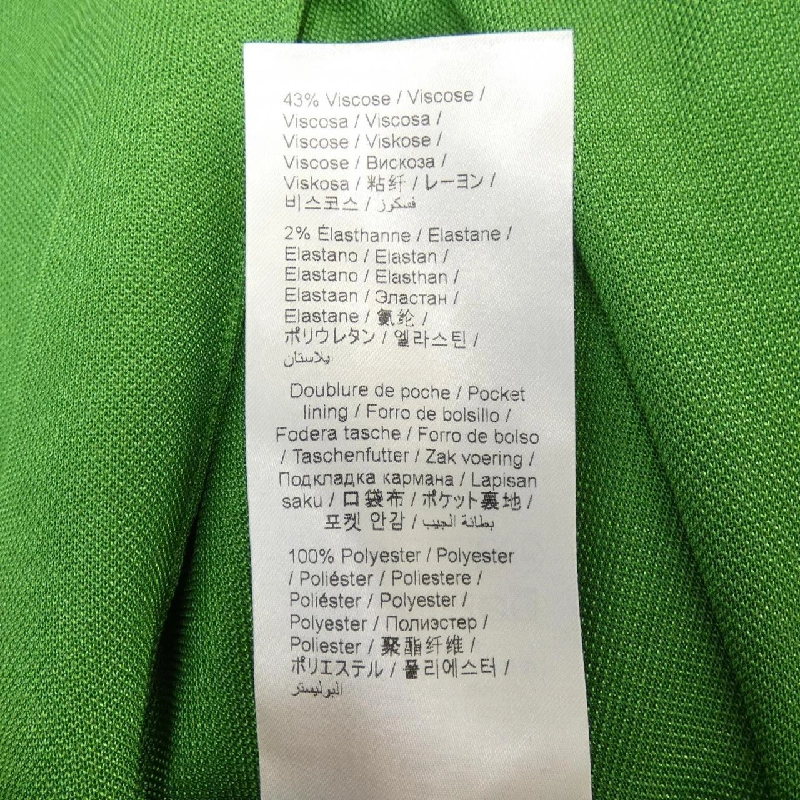 43% Viscose / Viscose /
Viscosa / Viscosa /
Viscose / Viskose /
Viscose / Вискоза /
Viskosa / 粘纤 / レーヨン /
비스코스 / فسكوز
2% Élasthanne / Elastane /
Elastano / Elastan /
Elastano / Elasthan /
Elastaan / Эластан /
Elastane / 氨纶 /
ポリウレタン / 엘라스틴 /
يلاستان
Doublure de poche / Pocket
lining / Forro de bolsillo /
Fodera tasche / Forro de bolso
/ Taschenfutter / Zak voering /
Подкладка кармана / Lapisan
saku / 口袋布 / ポケット裏地 /
포켓 안감 / بطانة الجيب
100% Polyester / Polyester
/ Poliéster / Poliestere /
Poliéster / Polyester /
Polyester / Полиэстер /
Poliester / 聚酯纤维 /
ポリエステル / 폴리에스터 /
البوليستر